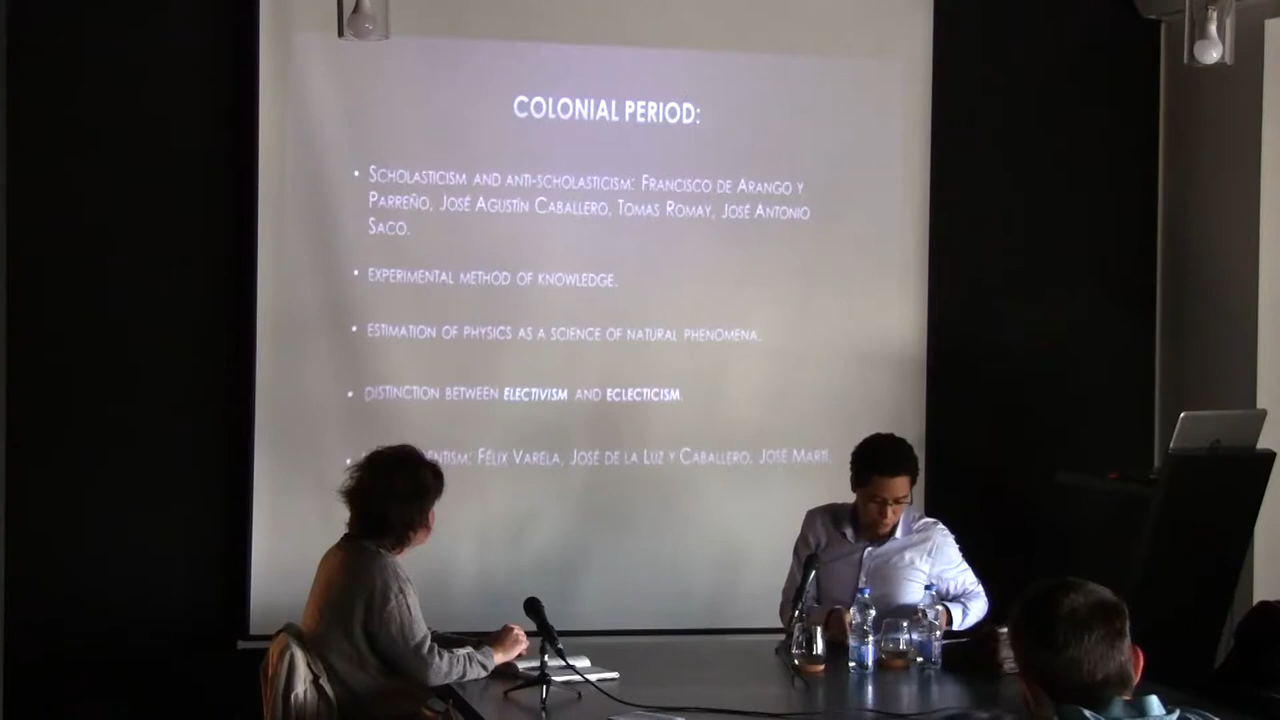 COLONIAL PERIOD:
• SCHOLASTICISM AND ANTI-SCHOLASTICISM: FRANCISCO DE ARANGO Y
PARREÑO, JOSÉ AGUSTÍN CABALLERO, TOMAS ROMAY, JOSÉ ANTONIO
SACO.
• EXPERIMENTAL METHOD OF KNOWLEDGE.
• ESTIMATION OF PHYSICS AS A SCIENCE OF NATURAL PHENOMENA.
• DISTINCTION BETWEEN ELECTIVISM AND ECLECTICISM.
• FÉLIX VARELA, JOSÉ DE LA LUZ Y CABALLERO, JOSÉ MARTÍ.